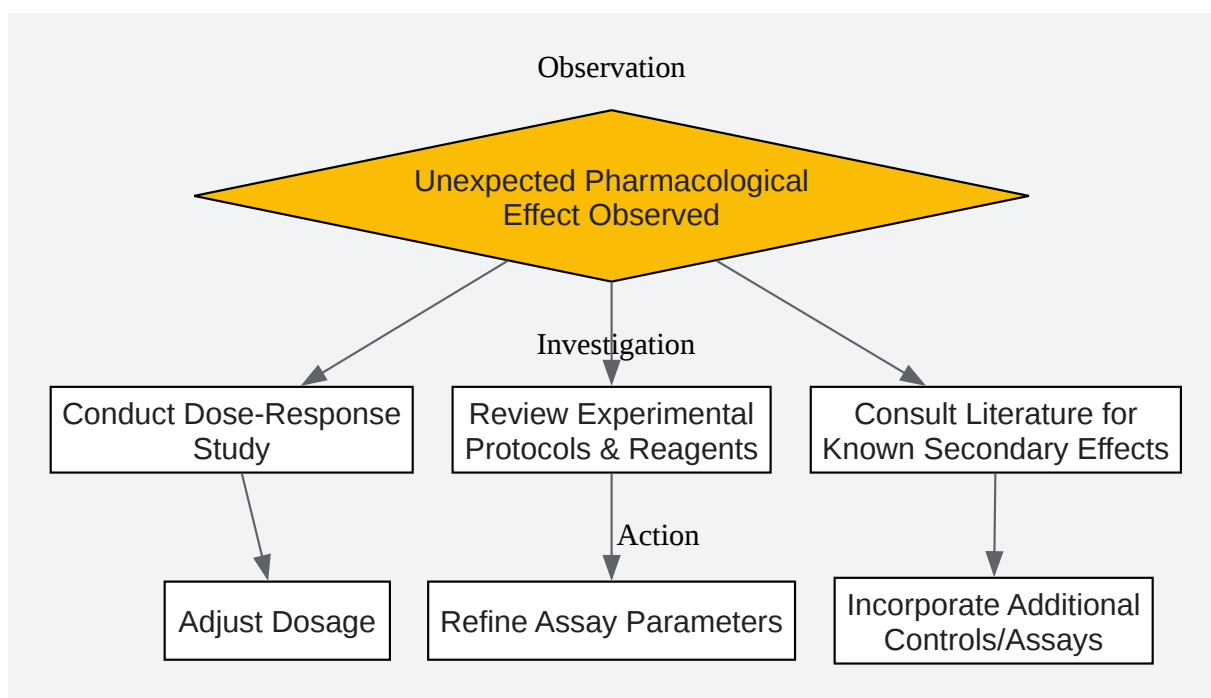 Observation
Unexpected Pharmacological
Effect Observed
Investigation
Conduct Dose-Response
Study
Review Experimental
Protocols & Reagents
Consult Literature for
Known Secondary Effects
Action
Adjust Dosage
Refine Assay Parameters
Incorporate Additional
Controls/Assays